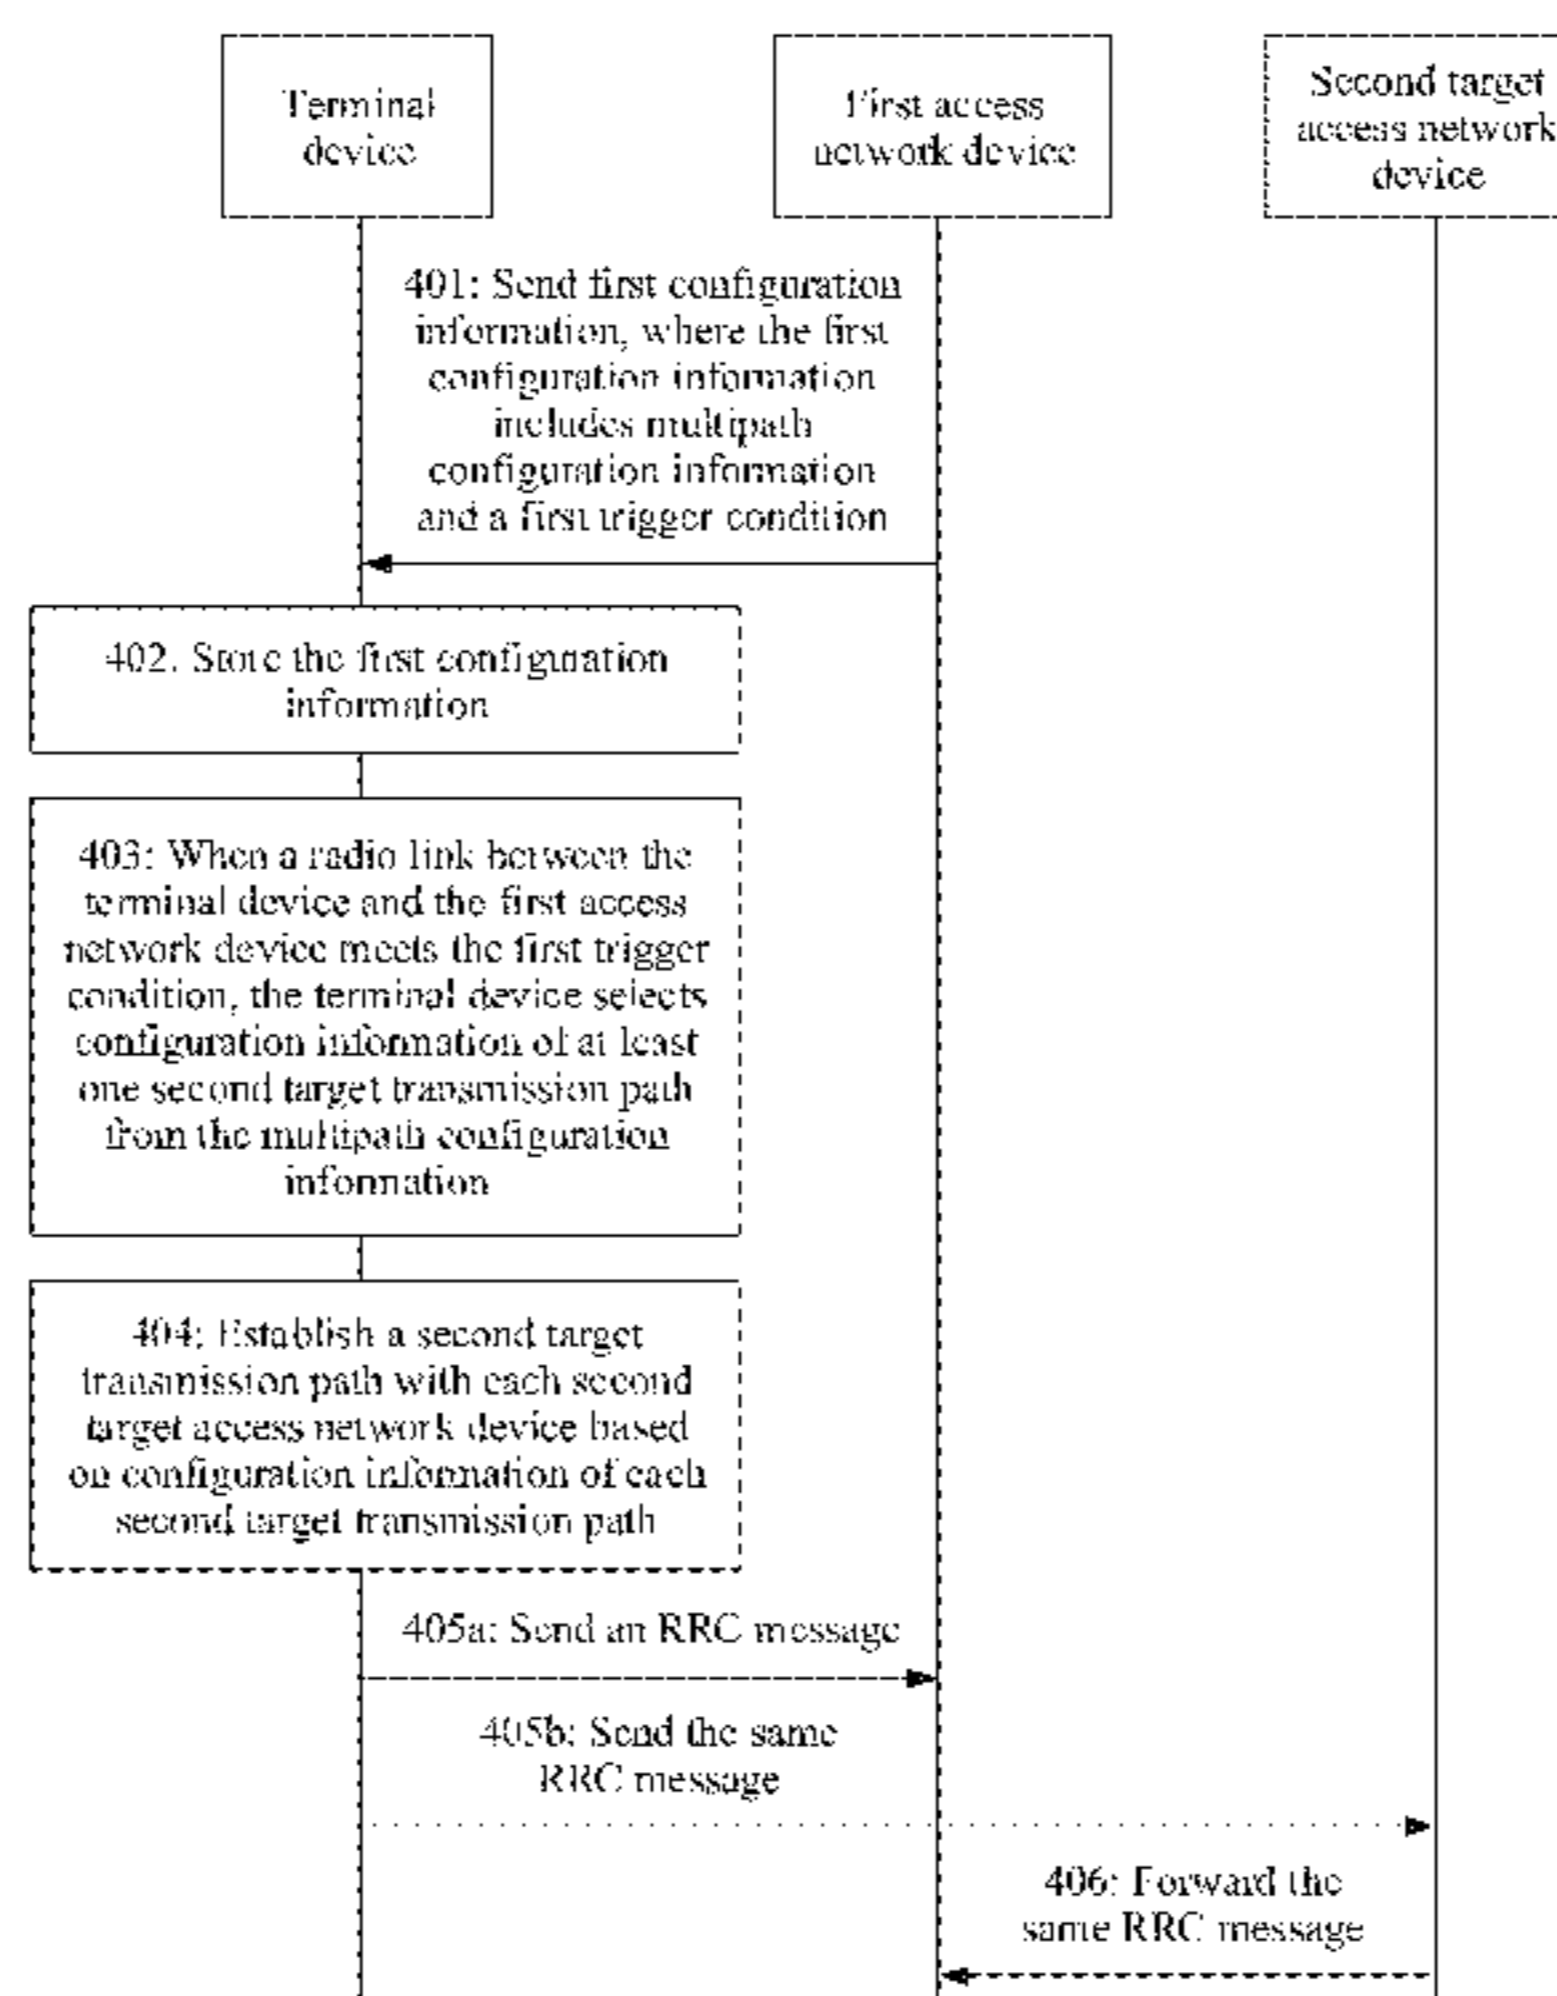 Terminal
device
First access
network device
Second target
access network
device
401: Send first configuration
information, where the first
configuration information
includes multipath
configuration information
and a first trigger condition
402. Store the first configuration
information
403: When a radio link between the
terminal device and the first access
network device meets the first trigger
condition, the terminal device selects
configuration information of at least
one second target transmission path
from the multipath configuration
information
404: Establish a second target
transmission path with each second
target access network device based
on configuration information of each
second target transmission path
405a: Send an RRC message
405b: Send the same
RRC message
406: Forward the
same RRC message